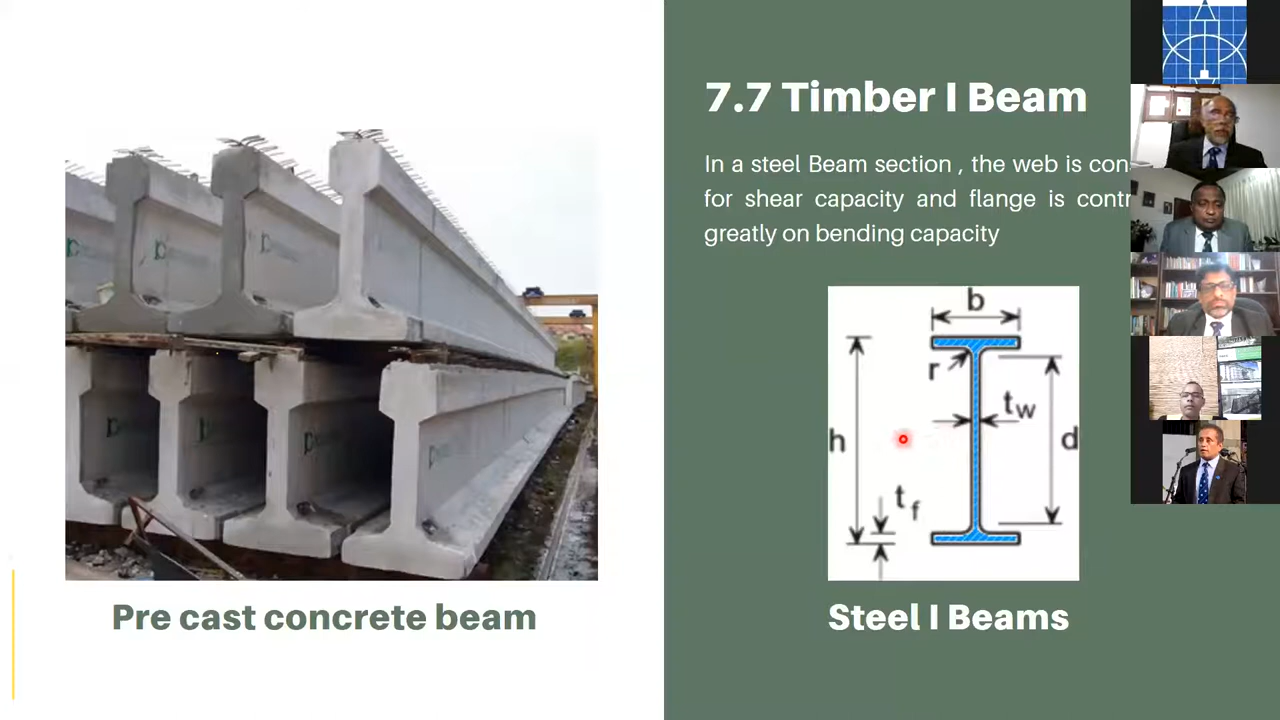 7.7 Timber I Beam
In a steel Beam section , the web is con
for shear capacity and flange is contr
greatly on bending capacity
b
r
tw
h
d
tf
Pre cast concrete beam
Steel I Beams